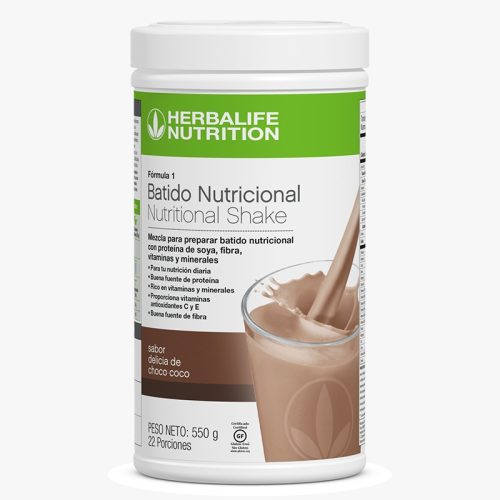 HERBALIFE
NUTRITION
Fórmula 1
Batido Nutricional
Nutritional Shake
Mezcla para preparar batido nutricional
con proteína de soya, fibra,
vitaminas y minerales
• Para tu nutrición diaria
• Buena fuente de proteína
• Rico en vitaminas y minerales
• Proporciona vitaminas
antioxidantes C y E
• Buena fuente de fibra
sabor
delicia de
choco coco
PESO NETO: 550 g
22 Porciones
GF